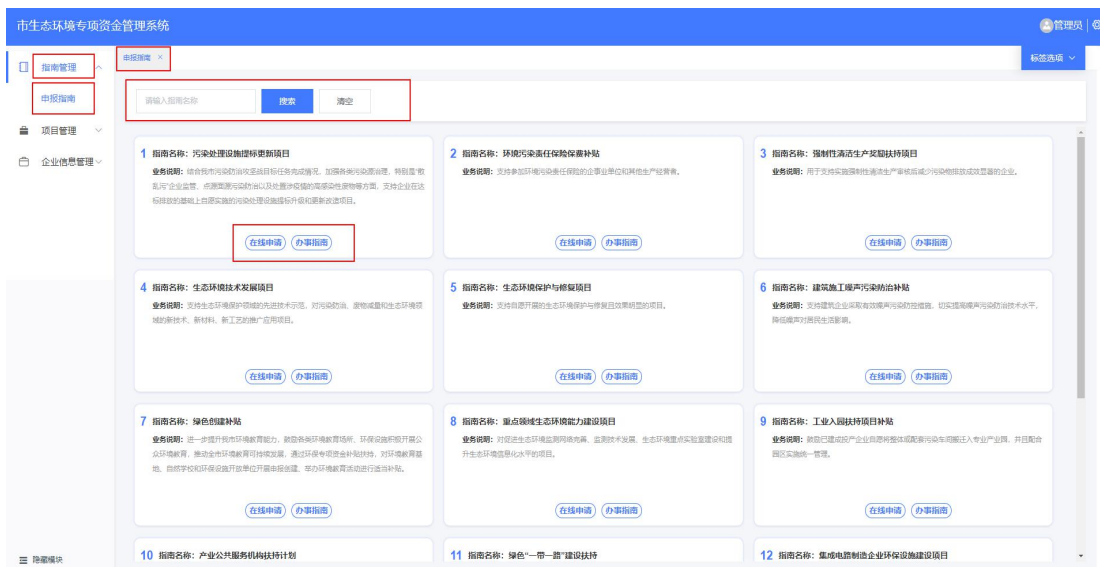 市生态环境专项资金管理系统
管理员
指南管理
申报指南
项目管理
企业信息管理
隐藏模块
申报指南 ×
标签选项
请输入指南名称 搜索 清空
1 指南名称：污染处理设施提标更新项目
业务说明：结合我市污染防治攻坚战目标任务完成情况，加强各类污染源治理，特别是“散
乱污”企业监管、点源面源污染防治以及处置涉疫情的高感染性废物等方面，支持企业在达
标排放的基础上自愿实施的污染处理设施提标升级和更新改造项目。
在线申请 办事指南
2 指南名称：环境污染责任保险保费补贴
业务说明：支持参加环境污染责任保险的企事业单位和其他生产经营者。
在线申请 办事指南
3 指南名称：强制性清洁生产奖励扶持项目
业务说明：用于支持实施强制性清洁生产审核后减少污染物排放成效显著的企业。
在线申请 办事指南
4 指南名称：生态环境技术发展项目
业务说明：支持生态环境保护领域的先进技术示范，对污染防治、废物减量和生态环境领
域的新技术、新材料、新工艺的推广应用项目。
在线申请 办事指南
5 指南名称：生态环境保护与修复项目
业务说明：支持自愿开展的生态环境保护与修复且效果明显的项目。
在线申请 办事指南
6 指南名称：建筑施工噪声污染防治补贴
业务说明：支持建筑企业采取有效噪声污染防控措施，切实提高噪声污染防治技术水平，
降低噪声对居民生活影响。
在线申请 办事指南
7 指南名称：绿色创建补贴
业务说明：进一步提升我市环境教育能力，鼓励各类环境教育场所、环保设施积极开展公
众环境教育，推动全市环境教育可持续发展，通过环保专项资金补贴扶持，对环境教育基
地、自然学校和环保设施开放单位开展申报创建、举办环境教育活动进行适当补贴。
在线申请 办事指南
8 指南名称：重点领域生态环境能力建设项目
业务说明：对促进生态环境监测网络完善、监测技术发展、生态环境重点实验室建设和提
升生态环境信息化水平的项目。
在线申请 办事指南
9 指南名称：工业入园扶持项目补贴
业务说明：鼓励已建成投产企业自愿将整体或配套污染车间搬迁入专业产业园，并且配合
园区实施统一管理。
在线申请 办事指南
10 指南名称：产业公共服务机构扶持计划
11 指南名称：绿色“一带一路”建设扶持
12 指南名称：集成电路制造企业环保设施建设项目